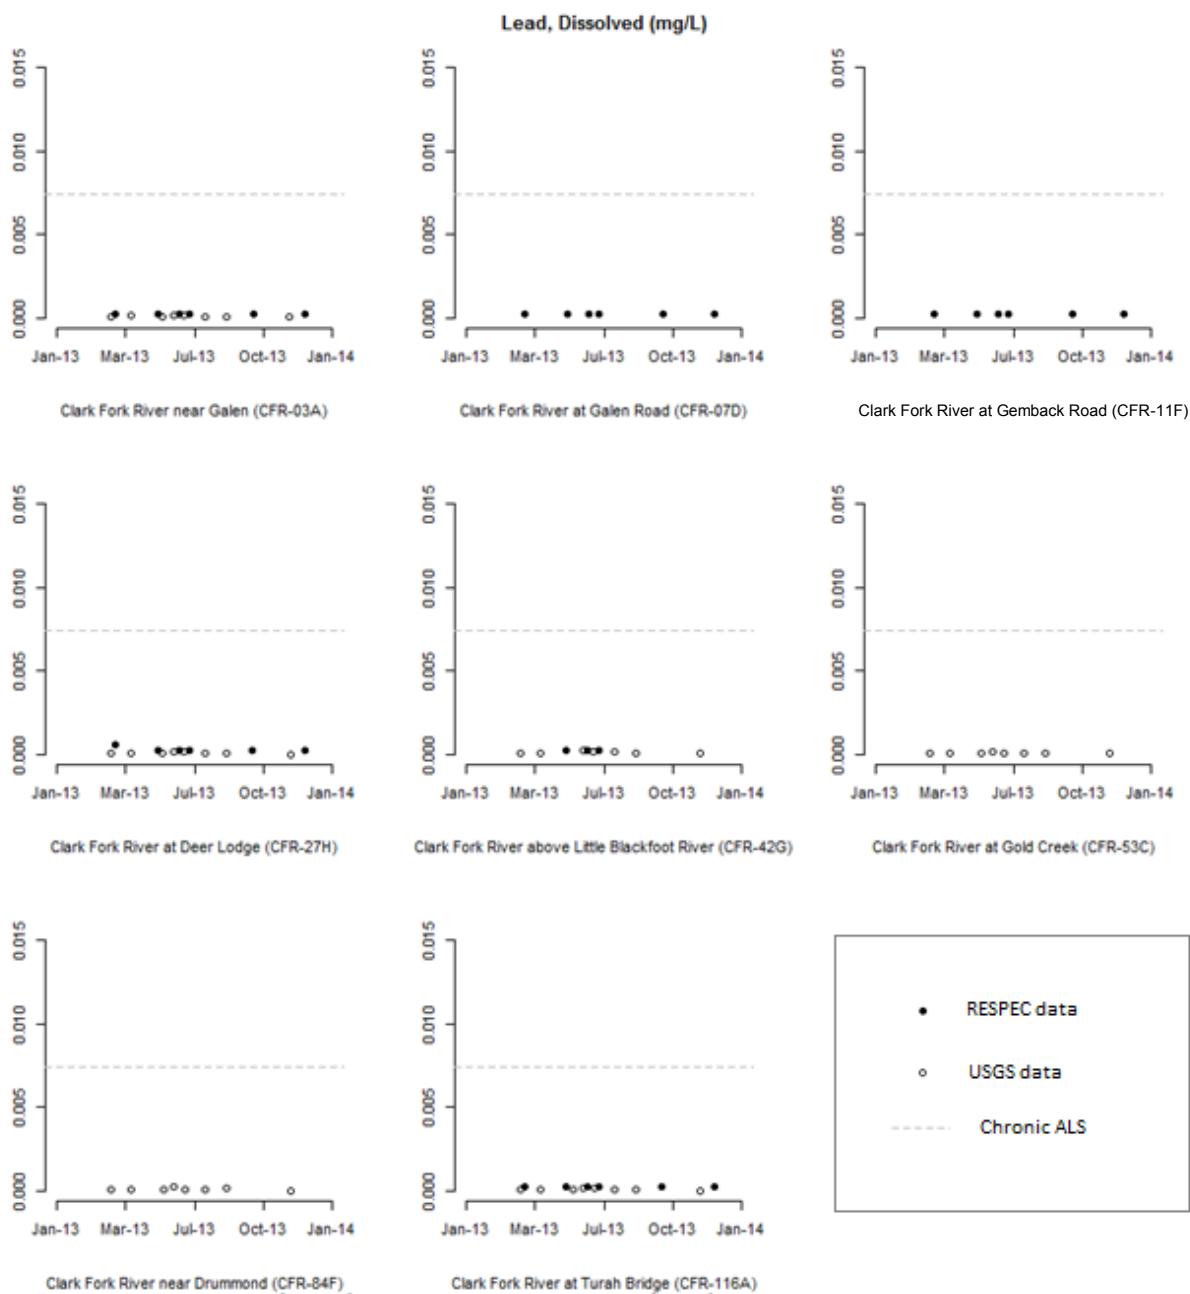 Lead, Dissolved (mg/L)
0.015
0.010
0.005
0.000
Jan-13 Mar-13 Jul-13 Oct-13 Jan-14
Clark Fork River near Galen (CFR-03A)
0.015
0.010
0.005
0.000
Jan-13 Mar-13 Jul-13 Oct-13 Jan-14
Clark Fork River at Galen Road (CFR-07D)
0.015
0.010
0.005
0.000
Jan-13 Mar-13 Jul-13 Oct-13 Jan-14
Clark Fork River at Gemback Road (CFR-11F)
0.015
0.010
0.005
0.000
Jan-13 Mar-13 Jul-13 Oct-13 Jan-14
Clark Fork River at Deer Lodge (CFR-27H)
0.015
0.010
0.005
0.000
Jan-13 Mar-13 Jul-13 Oct-13 Jan-14
Clark Fork River above Little Blackfoot River (CFR-42G)
0.015
0.010
0.005
0.000
Jan-13 Mar-13 Jul-13 Oct-13 Jan-14
Clark Fork River at Gold Creek (CFR-53C)
0.015
0.010
0.005
0.000
Jan-13 Mar-13 Jul-13 Oct-13 Jan-14
Clark Fork River near Drummond (CFR-84F)
0.015
0.010
0.005
0.000
Jan-13 Mar-13 Jul-13 Oct-13 Jan-14
Clark Fork River at Turah Bridge (CFR-116A)
RESPEC data
USGS data
Chronic ALS